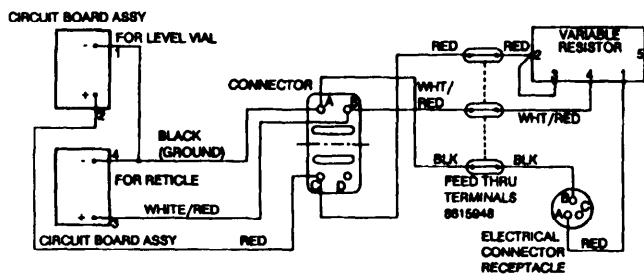 CIRCUIT BOARD ASSY
FOR LEVEL VIAL
-
1
+
2
CONNECTOR
A
B
C
D
BLACK
(GROUND)
-
4
FOR RETICLE
+
3
WHITE/RED
CIRCUIT BOARD ASSY
RED
RED
RED
VARIABLE
RESISTOR
2
5
3
4
1
WHT/
RED
WHT/RED
BLK
BLK
FEED THRU
TERMINALS
8615948
B
A
C
ELECTRICAL
CONNECTOR
RECEPTACLE
RED